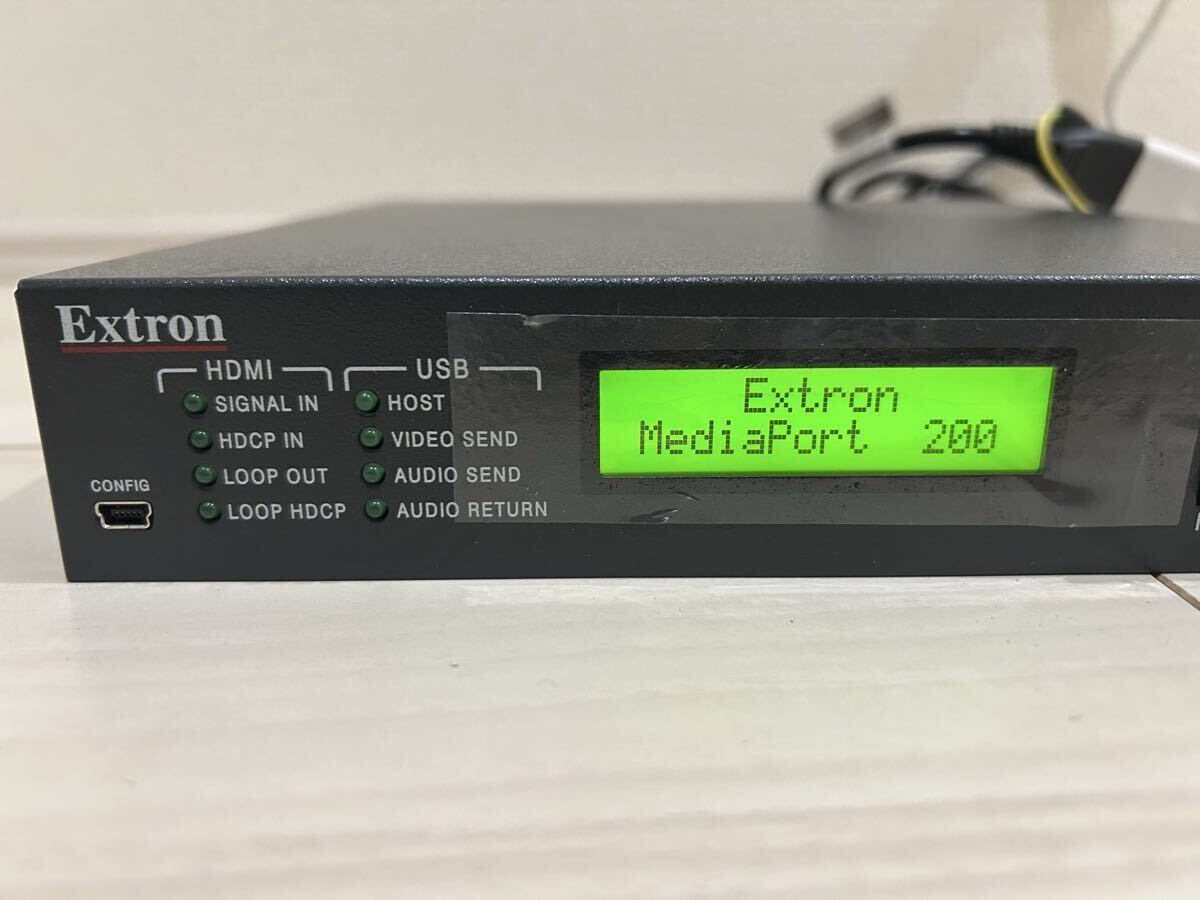 Extron
HDMI
SIGNAL IN
HDCP IN
LOOP OUT
LOOP HDCP
CONFIG
USB
HOST
VIDEO SEND
AUDIO SEND
AUDIO RETURN
Extron
MediaPort 200